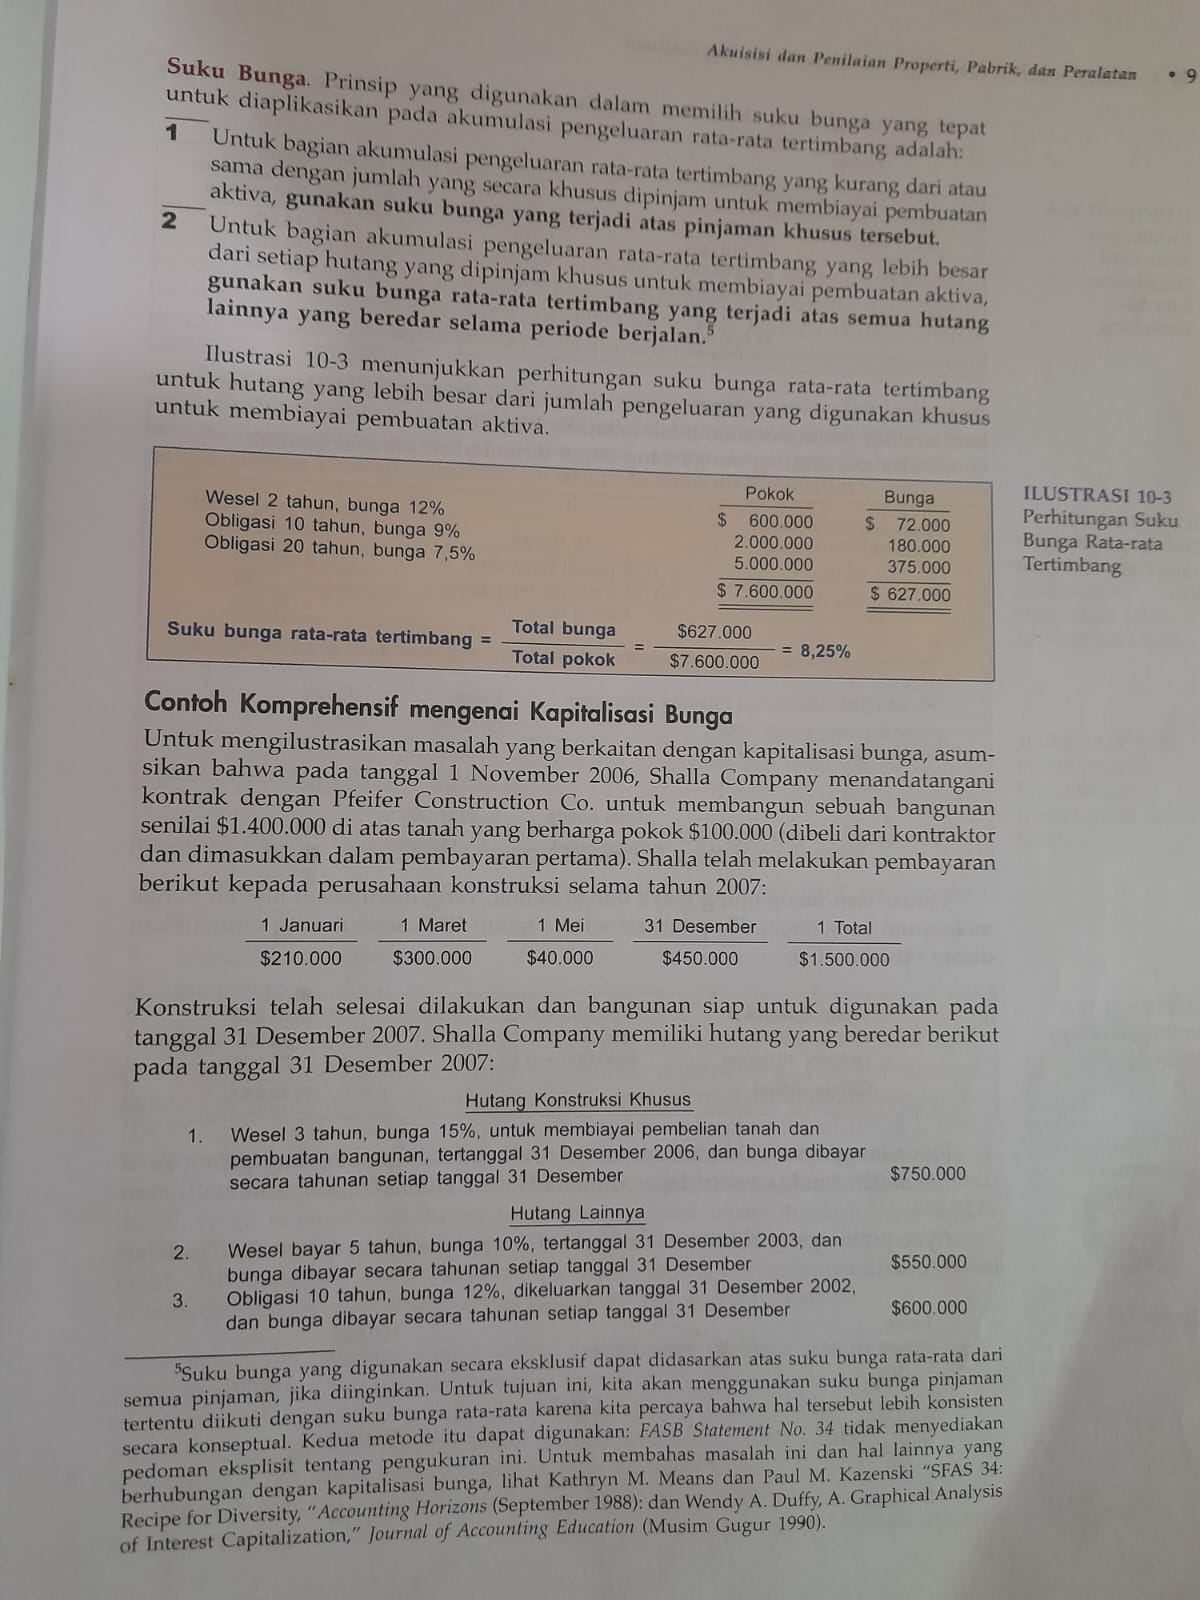 Akuisisi dan Penilaian Properti, Pabrik, dan Peralatan • 9
Suku Bunga. Prinsip yang digunakan dalam memilih suku bunga yang tepat
untuk diaplikasikan pada akumulasi pengeluaran rata-rata tertimbang adalah:
1 Untuk bagian akumulasi pengeluaran rata-rata tertimbang yang kurang dari atau
sama dengan jumlah yang secara khusus dipinjam untuk membiayai pembuatan
aktiva, gunakan suku bunga yang terjadi atas pinjaman khusus tersebut.
2 Untuk bagian akumulasi pengeluaran rata-rata tertimbang yang lebih besar
dari setiap hutang yang dipinjam khusus untuk membiayai pembuatan aktiva,
gunakan suku bunga rata-rata tertimbang yang terjadi atas semua hutang
lainnya yang beredar selama periode berjalan.⁵
Ilustrasi 10-3 menunjukkan perhitungan suku bunga rata-rata tertimbang
untuk hutang yang lebih besar dari jumlah pengeluaran yang digunakan khusus
untuk membiayai pembuatan aktiva.
Pokok Bunga
Wesel 2 tahun, bunga 12% $ 600.000 $ 72.000
Obligasi 10 tahun, bunga 9% 2.000.000 180.000
Obligasi 20 tahun, bunga 7,5% 5.000.000 375.000
$ 7.600.000 $ 627.000
Suku bunga rata-rata tertimbang = Total bunga / Total pokok = $627.000 / $7.600.000 = 8,25%
ILUSTRASI 10-3
Perhitungan Suku
Bunga Rata-rata
Tertimbang
Contoh Komprehensif mengenai Kapitalisasi Bunga
Untuk mengilustrasikan masalah yang berkaitan dengan kapitalisasi bunga, asum-
sikan bahwa pada tanggal 1 November 2006, Shalla Company menandatangani
kontrak dengan Pfeifer Construction Co. untuk membangun sebuah bangunan
senilai $1.400.000 di atas tanah yang berharga pokok $100.000 (dibeli dari kontraktor
dan dimasukkan dalam pembayaran pertama). Shalla telah melakukan pembayaran
berikut kepada perusahaan konstruksi selama tahun 2007:
1 Januari 1 Maret 1 Mei 31 Desember 1 Total
$210.000 $300.000 $40.000 $450.000 $1.500.000
Konstruksi telah selesai dilakukan dan bangunan siap untuk digunakan pada
tanggal 31 Desember 2007. Shalla Company memiliki hutang yang beredar berikut
pada tanggal 31 Desember 2007:
Hutang Konstruksi Khusus
1. Wesel 3 tahun, bunga 15%, untuk membiayai pembelian tanah dan
pembuatan bangunan, tertanggal 31 Desember 2006, dan bunga dibayar
secara tahunan setiap tanggal 31 Desember $750.000
Hutang Lainnya
2. Wesel bayar 5 tahun, bunga 10%, tertanggal 31 Desember 2003, dan
bunga dibayar secara tahunan setiap tanggal 31 Desember $550.000
3. Obligasi 10 tahun, bunga 12%, dikeluarkan tanggal 31 Desember 2002,
dan bunga dibayar secara tahunan setiap tanggal 31 Desember $600.000
⁵Suku bunga yang digunakan secara eksklusif dapat didasarkan atas suku bunga rata-rata dari
semua pinjaman, jika diinginkan. Untuk tujuan ini, kita akan menggunakan suku bunga pinjaman
tertentu diikuti dengan suku bunga rata-rata karena kita percaya bahwa hal tersebut lebih konsisten
secara konseptual. Kedua metode itu dapat digunakan: FASB Statement No. 34 tidak menyediakan
pedoman eksplisit tentang pengukuran ini. Untuk membahas masalah ini dan hal lainnya yang
berhubungan dengan kapitalisasi bunga, lihat Kathryn M. Means dan Paul M. Kazenski “SFAS 34:
Recipe for Diversity, “Accounting Horizons (September 1988): dan Wendy A. Duffy, A. Graphical Analysis
of Interest Capitalization,” Journal of Accounting Education (Musim Gugur 1990).